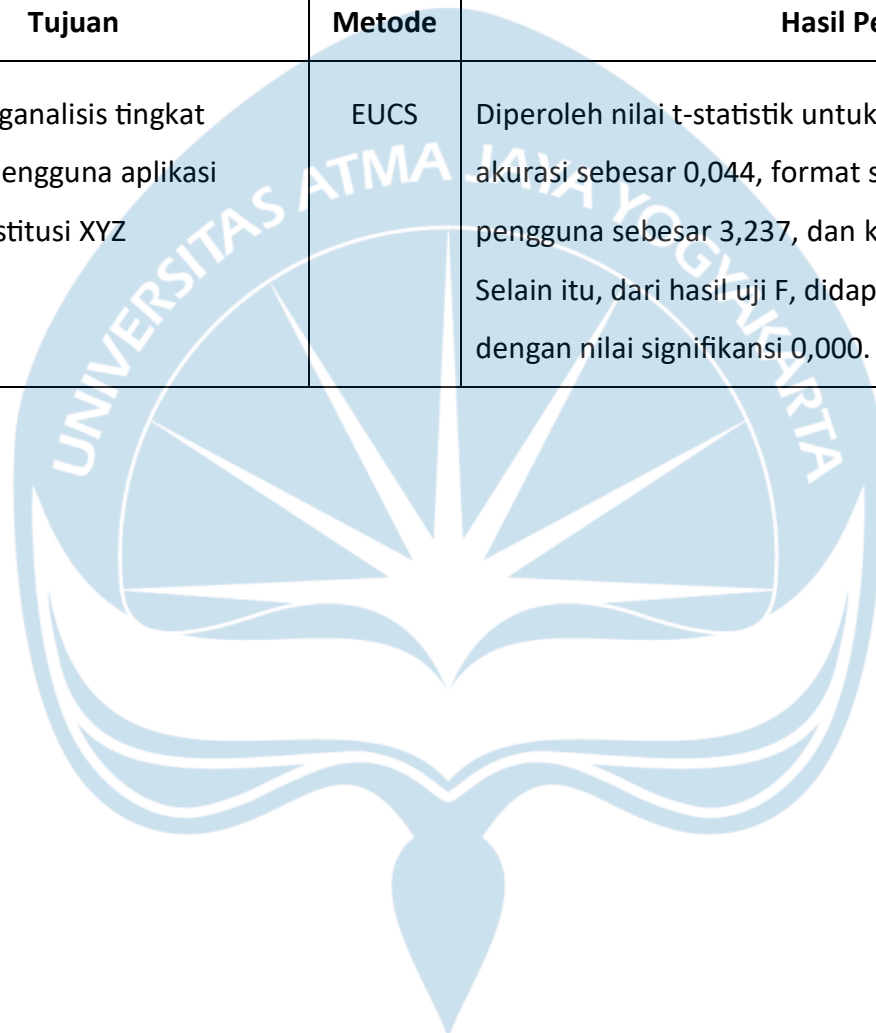 Tujuan Metode Hasil Pe
ganalisis tingkat EUCS Diperoleh nilai t-statistik untuk
engguna aplikasi akurasi sebesar 0,044, format s
stitusi XYZ pengguna sebesar 3,237, dan k
Selain itu, dari hasil uji F, didap
dengan nilai signifikansi 0,000.
UNIVERSITAS ATMA JAYA YOGYAKARTA